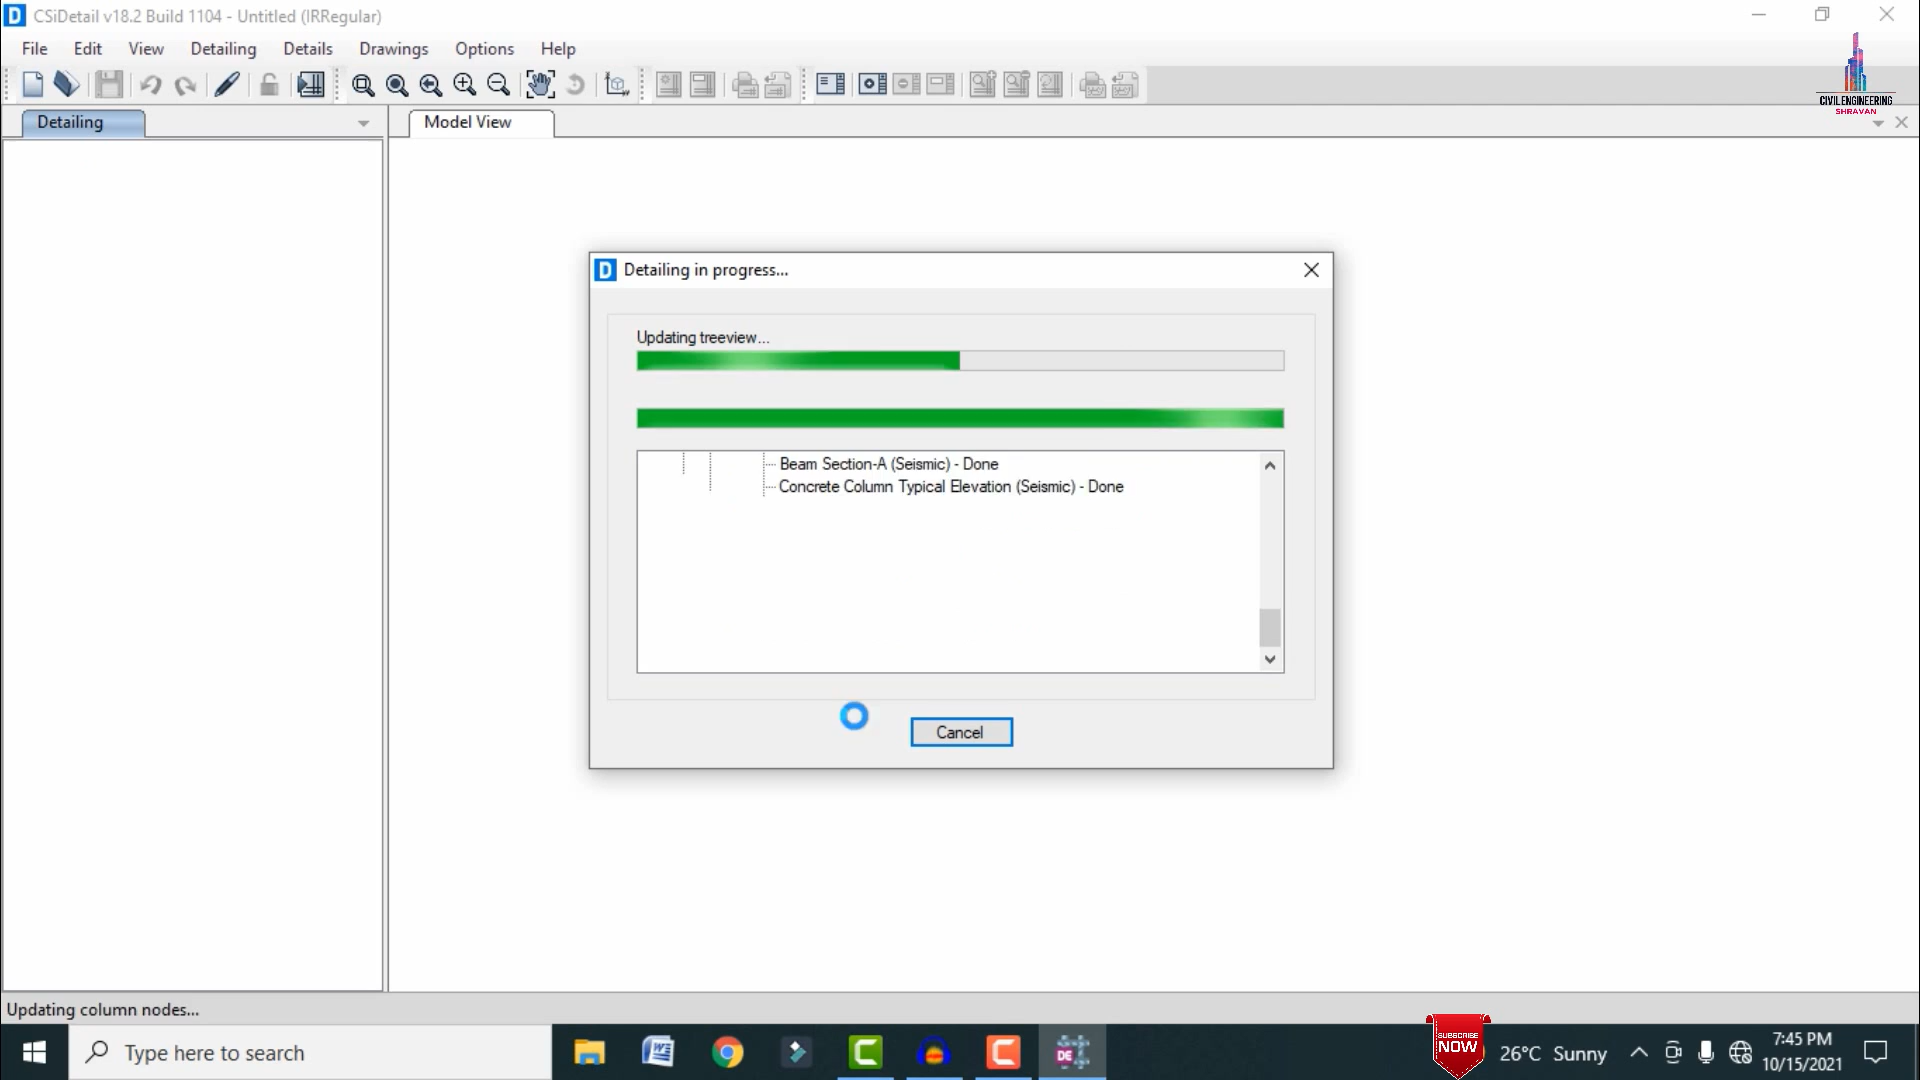 CSiDetail v18.2 Build 1104 - Untitled (IRRegular)
File Edit View Detailing Details Drawings Options Help
CIVIL ENGINEERING
SHRAVAN
Detailing
Model View
Detailing in progress...
Updating treeview...
Beam Section-A (Seismic) - Done
Concrete Column Typical Elevation (Seismic) - Done
Cancel
Updating column nodes...
Type here to search
DE
SUBSCRIBE
NOW
26°C Sunny
7:45 PM
10/15/2021